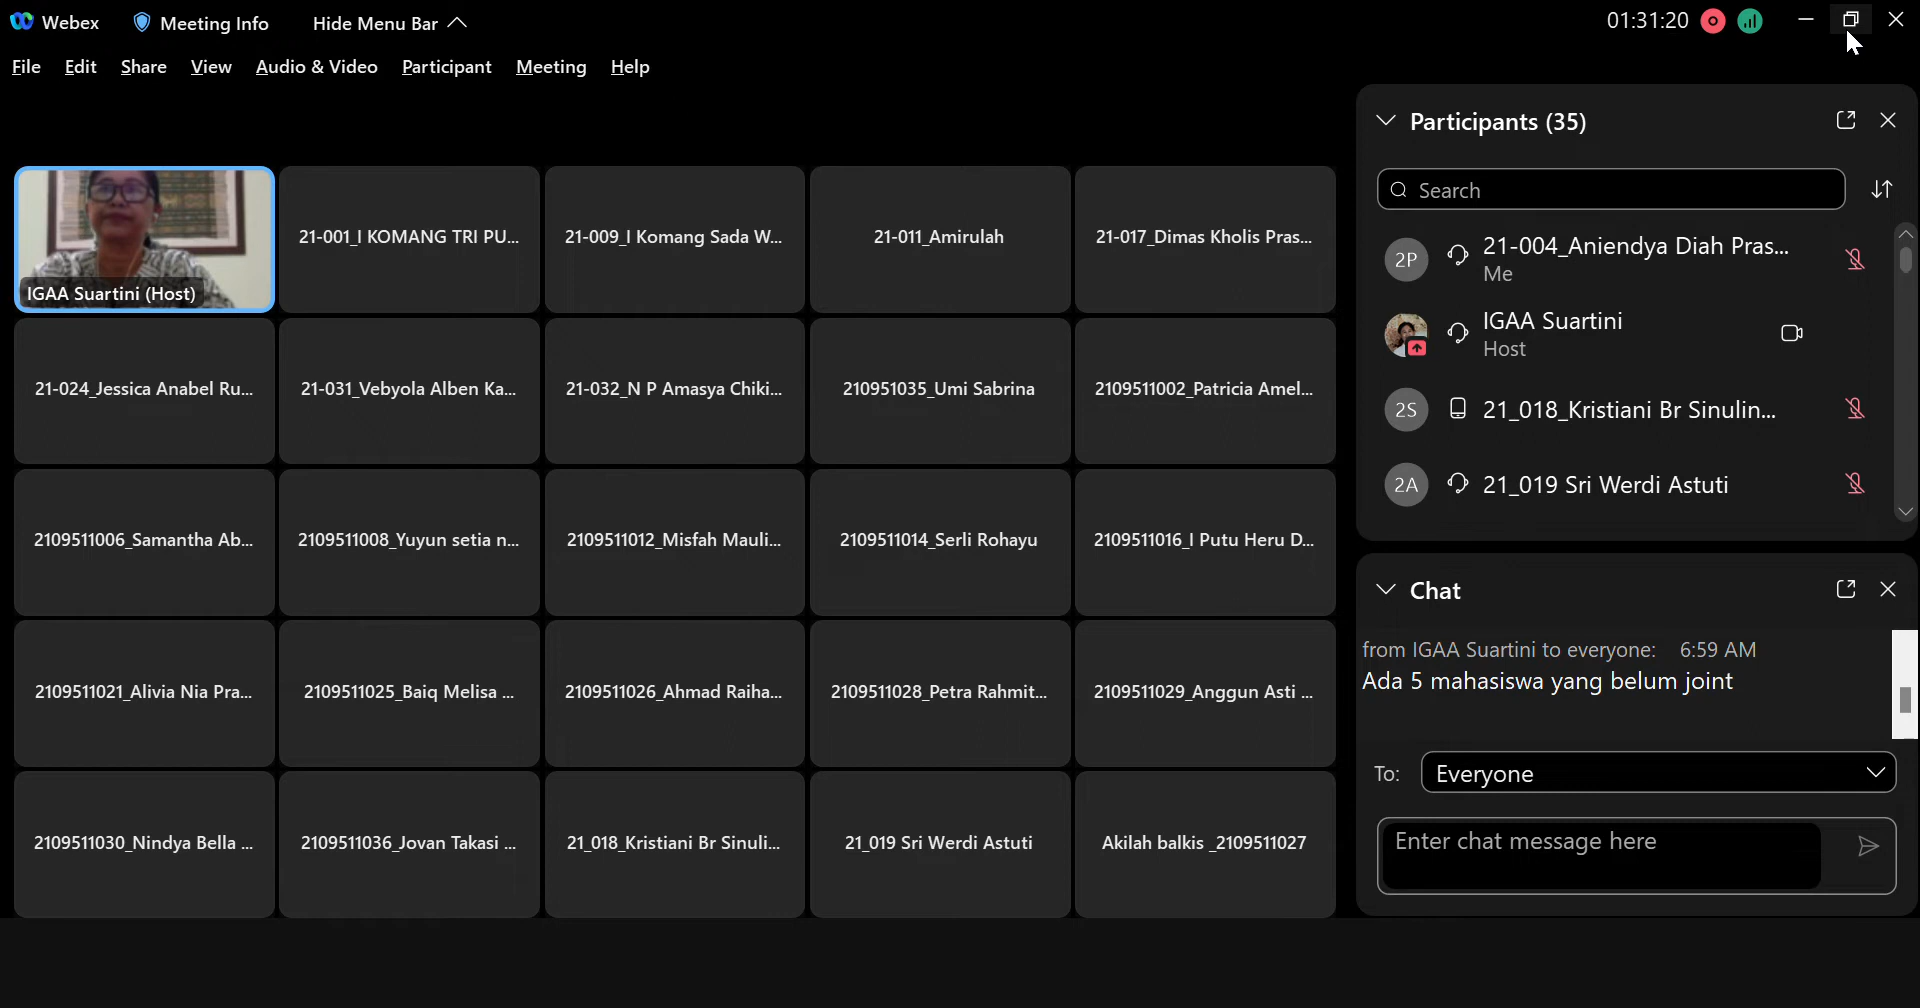 Webex
Meeting Info
Hide Menu Bar
01:31:20
File Edit Share View Audio & Video Participant Meeting Help
IGAA Suartini (Host)
21-001_I KOMANG TRI PU...
21-009_I Komang Sada W...
21-011_Amirulah
21-017_Dimas Kholis Pras...
21-024_Jessica Anabel Ru...
21-031_Vebyola Alben Ka...
21-032_N P Amasya Chiki...
210951035_Umi Sabrina
2109511002_Patricia Amel...
2109511006_Samantha Ab...
2109511008_Yuyun setia n...
2109511012_Misfah Mauli...
2109511014_Serli Rohayu
2109511016_I Putu Heru D...
2109511021_Alivia Nia Pra...
2109511025_Baiq Melisa ...
2109511026_Ahmad Raiha...
2109511028_Petra Rahmit...
2109511029_Anggun Asti ...
2109511030_Nindya Bella ...
2109511036_Jovan Takasi ...
21_018_Kristiani Br Sinuli...
21_019 Sri Werdi Astuti
Akilah balkis _2109511027
Participants (35)
Search
2P
21-004_Aniendya Diah Pras...
Me
IGAA Suartini
Host
2S
21_018_Kristiani Br Sinulin...
2A
21_019 Sri Werdi Astuti
Chat
from IGAA Suartini to everyone: 6:59 AM
Ada 5 mahasiswa yang belum joint
To:
Everyone
Enter chat message here